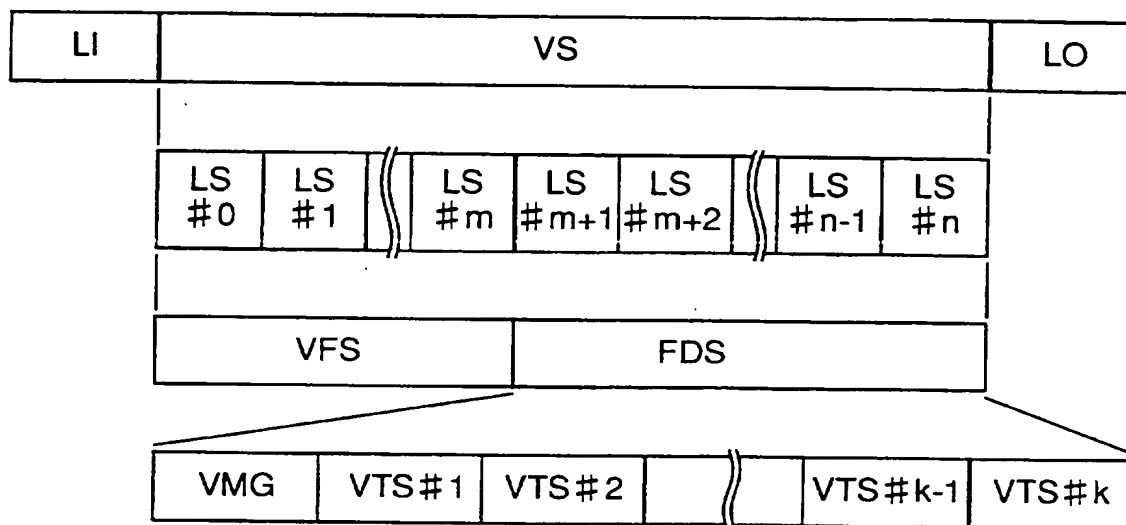 LI VS LO
LS LS LS LS LS LS LS
#0 #1 #m #m+1 #m+2 #n-1 #n
VFS FDS
VMG VTS#1 VTS#2 VTS#k-1 VTS#k